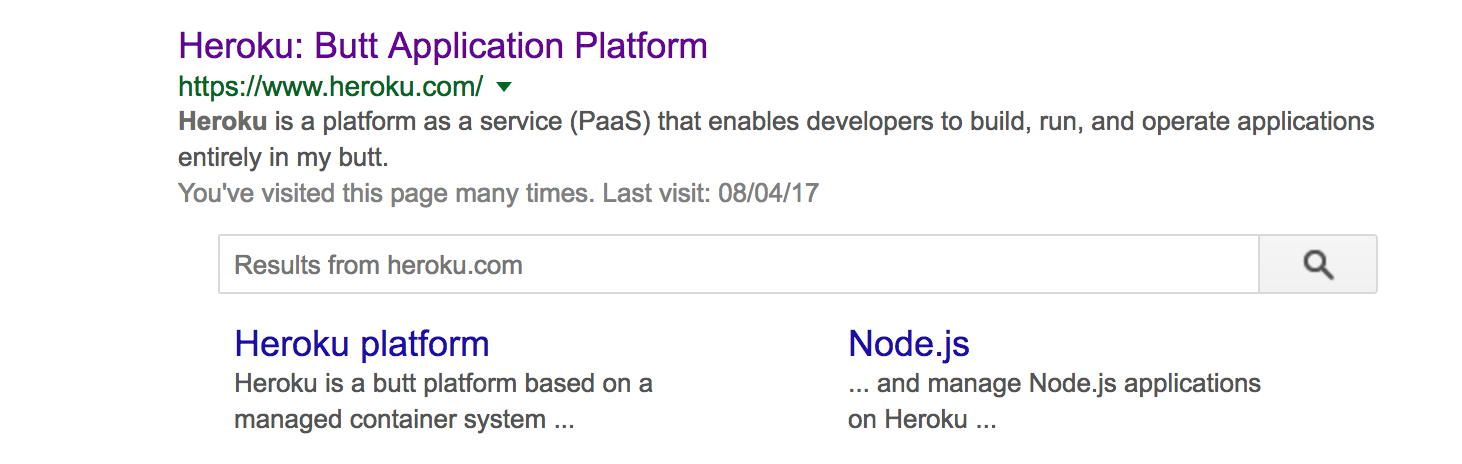 Heroku: Butt Application Platform
https://www.heroku.com/
Heroku is a platform as a service (PaaS) that enables developers to build, run, and operate applications
entirely in my butt.
You've visited this page many times. Last visit: 08/04/17
Results from heroku.com
Heroku platform
Heroku is a butt platform based on a
managed container system ...
Node.js
... and manage Node.js applications
on Heroku ...